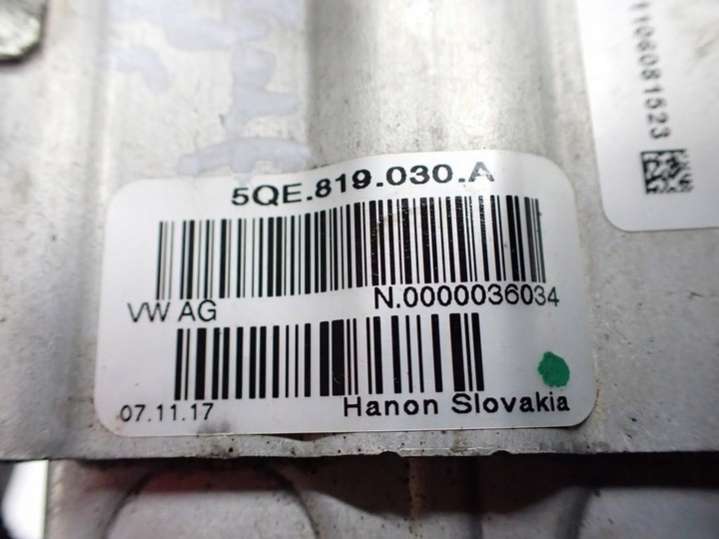 5QE.819.030.A
VW AG N.0000036034
07.11.17 Hanon Slovakia
1106081523